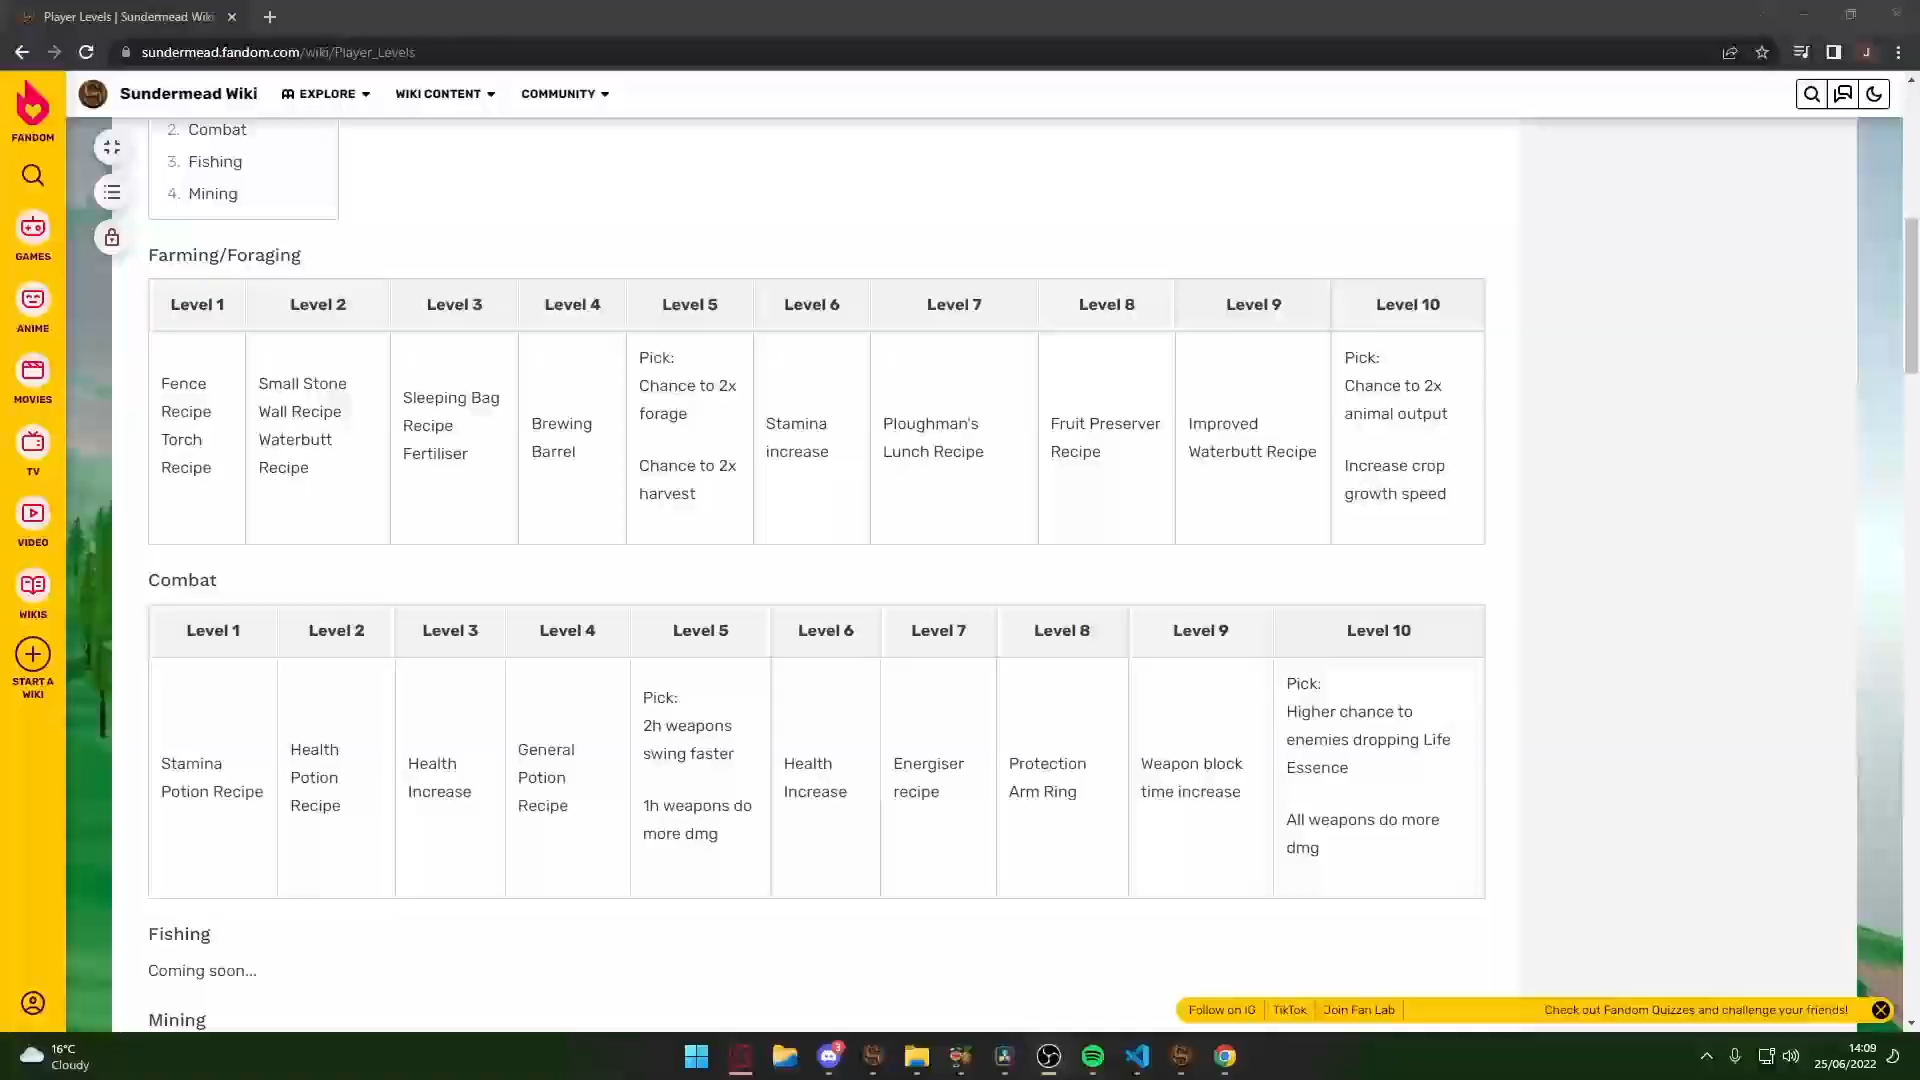 Player Levels | Sundermead Wiki
sundermead.fandom.com/wiki/Player_Levels
J
FANDOM
GAMES
ANIME
MOVIES
TV
VIDEO
WIKIS
START A
WIKI
Sundermead Wiki
EXPLORE
WIKI CONTENT
COMMUNITY
2. Combat
3. Fishing
4. Mining
Farming/Foraging
Level 1
Level 2
Level 3
Level 4
Level 5
Level 6
Level 7
Level 8
Level 9
Level 10
Fence
Recipe
Torch
Recipe
Small Stone
Wall Recipe
Waterbutt
Recipe
Sleeping Bag
Recipe
Fertiliser
Brewing
Barrel
Pick:
Chance to 2x
forage
Chance to 2x
harvest
Stamina
increase
Ploughman's
Lunch Recipe
Fruit Preserver
Recipe
Improved
Waterbutt Recipe
Pick:
Chance to 2x
animal output
Increase crop
growth speed
Combat
Level 1
Level 2
Level 3
Level 4
Level 5
Level 6
Level 7
Level 8
Level 9
Level 10
Stamina
Potion Recipe
Health
Potion
Recipe
Health
Increase
General
Potion
Recipe
Pick:
2h weapons
swing faster
1h weapons do
more dmg
Health
Increase
Energiser
recipe
Protection
Arm Ring
Weapon block
time increase
Pick:
Higher chance to
enemies dropping Life
Essence
All weapons do more
dmg
Fishing
Coming soon...
Mining
Follow on IG
TikTok
Join Fan Lab
Check out Fandom Quizzes and challenge your friends!
16°C
Cloudy
3
14:09
25/06/2022